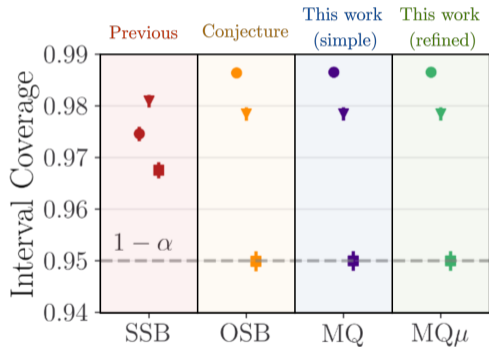 Previous
Conjecture
This work
(simple)
This work
(refined)
Interval Coverage
0.99
0.98
0.97
0.96
0.95
0.94
1 − α
SSB
OSB
MQ
MQμ